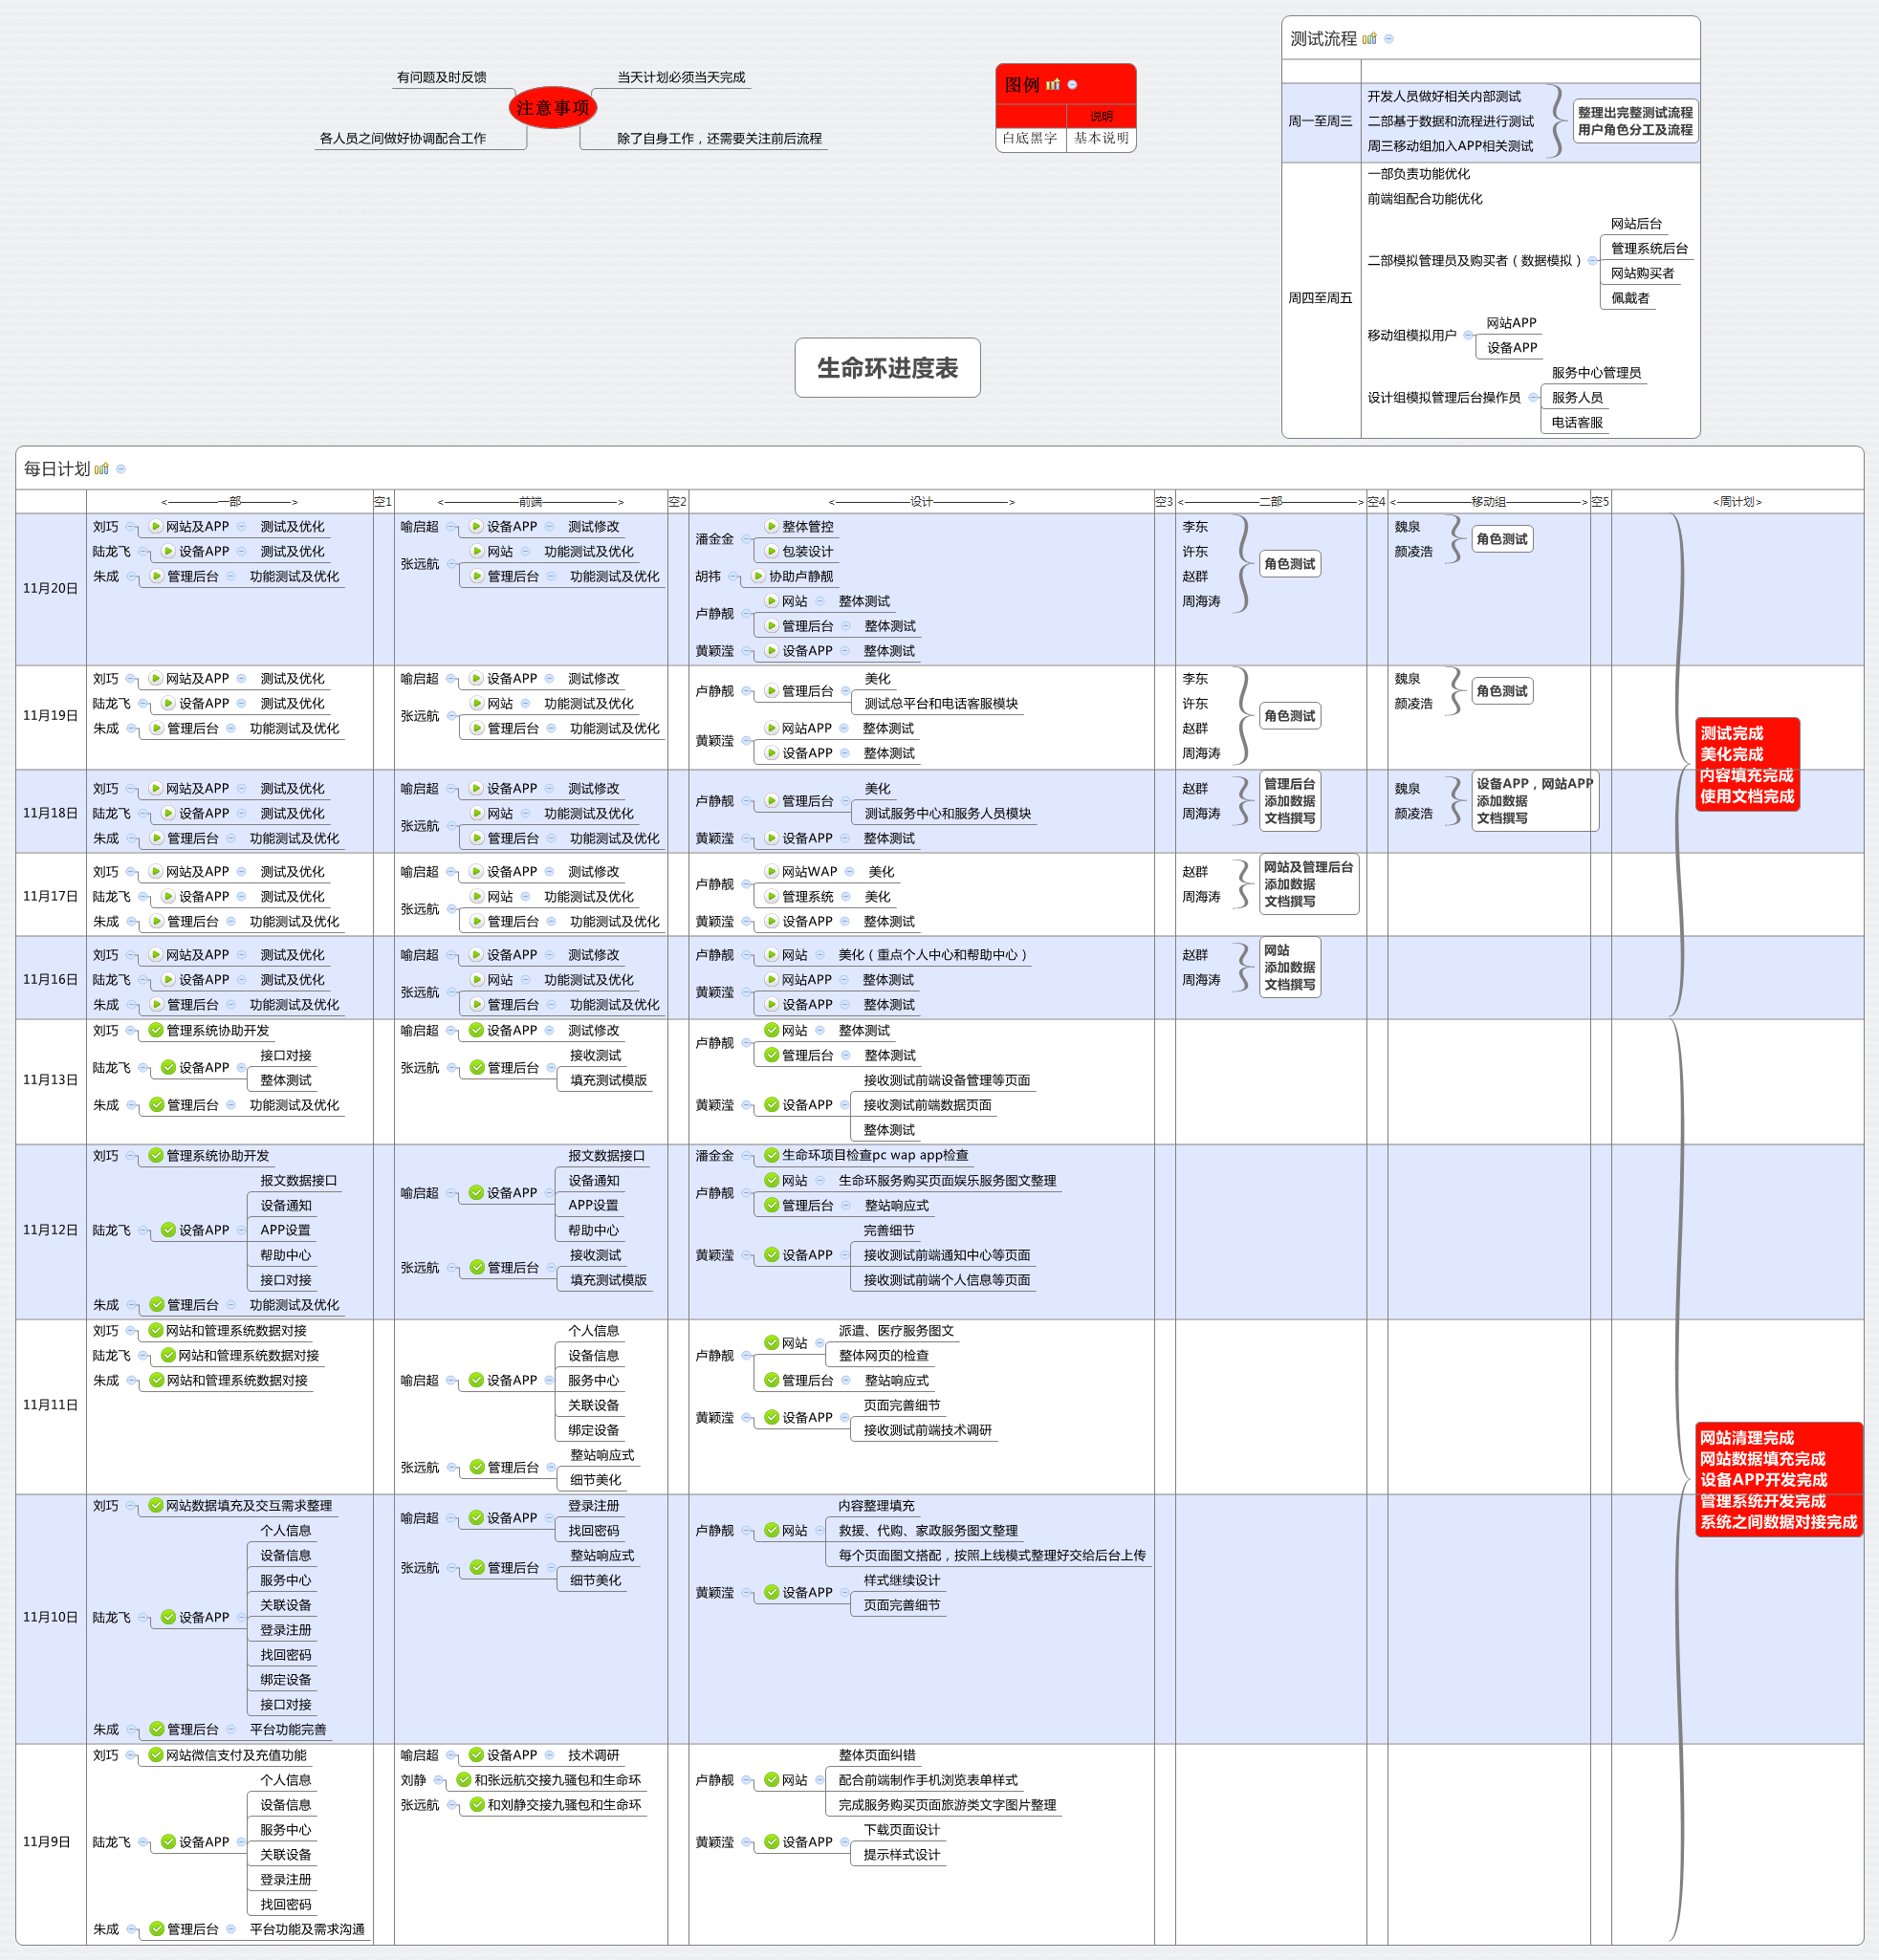 测试流程
周一至周三
开发人员做好相关内部测试
二部基于数据和流程进行测试
周三移动组加入APP相关测试
整理出完整测试流程
用户角色分工及流程
周四至周五
一部负责功能优化
前端组配合功能优化
二部模拟管理员及购买者（数据模拟）
网站后台
管理系统后台
网站购买者
佩戴者
移动组模拟用户
网站APP
设备APP
设计组模拟管理后台操作员
服务中心管理员
服务人员
电话客服
有问题及时反馈
当天计划必须当天完成
注意事项
各人员之间做好协调配合工作
除了自身工作，还需要关注前后流程
图例
说明
白底黑字 基本说明
生命环进度表
每日计划
<————一部————> 空1 <——————前端——————> 空2 <——————设计——————> 空3 <——————二部——————> 空4 <——————移动组——————> 空5 <周计划>
11月20日
刘巧 网站及APP 测试及优化
陆龙飞 设备APP 测试及优化
朱成 管理后台 功能测试及优化
喻启超 设备APP 测试修改
张远航
网站 功能测试及优化
管理后台 功能测试及优化
潘金金
整体管控
包装设计
胡祎 协助卢静靓
卢静靓
网站 整体测试
管理后台 整体测试
黄颖滢 设备APP 整体测试
李东
许东
赵群
周海涛
角色测试
魏泉
颜凌浩
角色测试
11月19日
刘巧 网站及APP 测试及优化
陆龙飞 设备APP 测试及优化
朱成 管理后台 功能测试及优化
喻启超 设备APP 测试修改
张远航
网站 功能测试及优化
管理后台 功能测试及优化
卢静靓 管理后台
美化
测试总平台和电话客服模块
黄颖滢
网站APP 整体测试
设备APP 整体测试
李东
许东
赵群
周海涛
角色测试
魏泉
颜凌浩
角色测试
测试完成
美化完成
内容填充完成
使用文档完成
11月18日
刘巧 网站及APP 测试及优化
陆龙飞 设备APP 测试及优化
朱成 管理后台 功能测试及优化
喻启超 设备APP 测试修改
张远航
网站 功能测试及优化
管理后台 功能测试及优化
卢静靓 管理后台
美化
测试服务中心和服务人员模块
黄颖滢 设备APP 整体测试
赵群
周海涛
管理后台
添加数据
文档撰写
魏泉
颜凌浩
设备APP，网站APP
添加数据
文档撰写
11月17日
刘巧 网站及APP 测试及优化
陆龙飞 设备APP 测试及优化
朱成 管理后台 功能测试及优化
喻启超 设备APP 测试修改
张远航
网站 功能测试及优化
管理后台 功能测试及优化
卢静靓
网站WAP 美化
管理系统 美化
黄颖滢 设备APP 整体测试
赵群
周海涛
网站及管理后台
添加数据
文档撰写
11月16日
刘巧 网站及APP 测试及优化
陆龙飞 设备APP 测试及优化
朱成 管理后台 功能测试及优化
喻启超 设备APP 测试修改
张远航
网站 功能测试及优化
管理后台 功能测试及优化
卢静靓 网站 美化（重点个人中心和帮助中心）
黄颖滢
网站APP 整体测试
设备APP 整体测试
赵群
周海涛
网站
添加数据
文档撰写
11月13日
刘巧 管理系统协助开发
陆龙飞 设备APP
接口对接
整体测试
朱成 管理后台 功能测试及优化
喻启超 设备APP 测试修改
张远航 管理后台
接收测试
填充测试模版
卢静靓
网站 整体测试
管理后台 整体测试
黄颖滢 设备APP
接收测试前端设备管理等页面
接收测试前端数据页面
整体测试
11月12日
刘巧 管理系统协助开发
陆龙飞 设备APP
报文数据接口
设备通知
APP设置
帮助中心
接口对接
朱成 管理后台 功能测试及优化
喻启超 设备APP
报文数据接口
设备通知
APP设置
帮助中心
张远航 管理后台
接收测试
填充测试模版
潘金金 生命环项目检查pc wap app检查
卢静靓
网站 生命环服务购买页面娱乐服务图文整理
管理后台 整站响应式
黄颖滢 设备APP
完善细节
接收测试前端通知中心等页面
接收测试前端个人信息等页面
11月11日
刘巧 网站和管理系统数据对接
陆龙飞 网站和管理系统数据对接
朱成 网站和管理系统数据对接
喻启超 设备APP
个人信息
设备信息
服务中心
关联设备
绑定设备
张远航 管理后台
整站响应式
细节美化
卢静靓
网站
派遣、医疗服务图文
整体网页的检查
管理后台 整站响应式
黄颖滢 设备APP
页面完善细节
接收测试前端技术调研
网站清理完成
网站数据填充完成
设备APP开发完成
管理系统开发完成
系统之间数据对接完成
11月10日
刘巧 网站数据填充及交互需求整理
陆龙飞 设备APP
个人信息
设备信息
服务中心
关联设备
登录注册
找回密码
绑定设备
接口对接
朱成 管理后台 平台功能完善
喻启超 设备APP
登录注册
找回密码
张远航 管理后台
整站响应式
细节美化
卢静靓 网站
内容整理填充
救援、代购、家政服务图文整理
每个页面图文搭配，按照上线模式整理好交给后台上传
黄颖滢 设备APP
样式继续设计
页面完善细节
11月9日
刘巧 网站微信支付及充值功能
陆龙飞 设备APP
个人信息
设备信息
服务中心
关联设备
登录注册
找回密码
朱成 管理后台 平台功能及需求沟通
喻启超 设备APP 技术调研
刘静 和张远航交接九骚包和生命环
张远航 和刘静交接九骚包和生命环
卢静靓 网站
整体页面纠错
配合前端制作手机浏览表单样式
完成服务购买页面旅游类文字图片整理
黄颖滢 设备APP
下载页面设计
提示样式设计